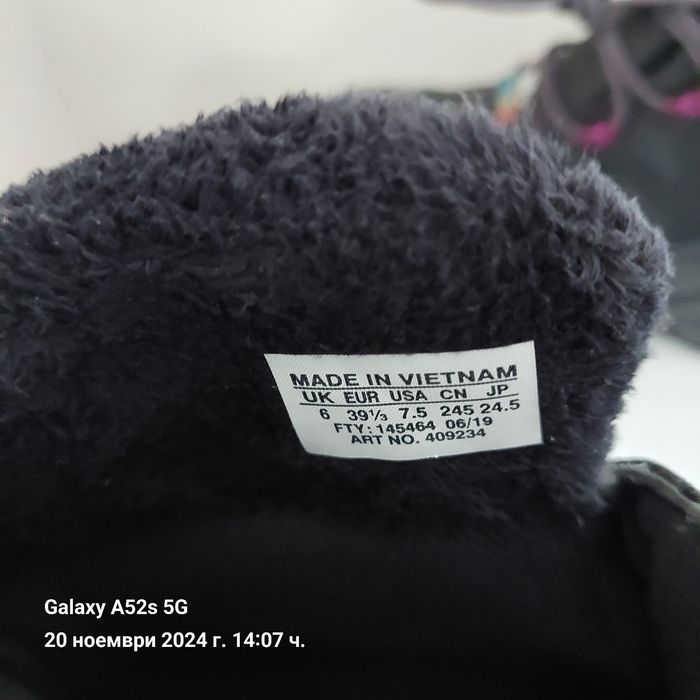 MADE IN VIETNAM
UK EUR USA CN JP
6 39⅓ 7.5 245 24.5
FTY: 145464 06/19
ART NO. 409234
Galaxy A52s 5G
20 ноември 2024 г. 14:07 ч.